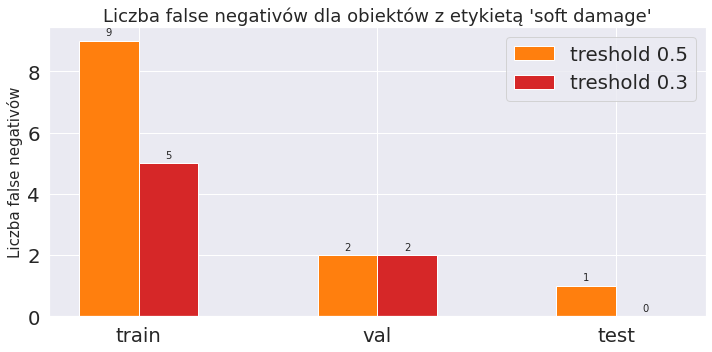 Liczba false negativów dla obiektów z etykietą 'soft damage'
treshold 0.5
treshold 0.3
Liczba false negativów
8
6
4
2
0
9
5
2
2
1
0
train
val
test